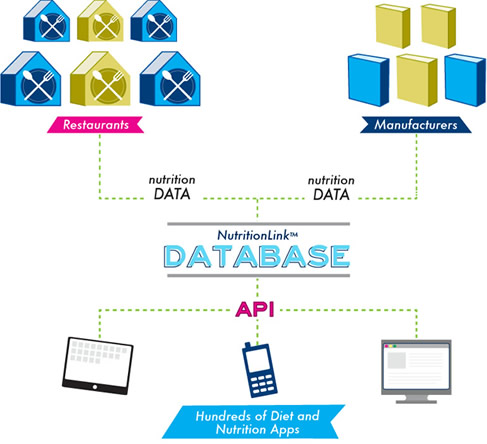 Restaurants
Manufacturers
nutrition
DATA
nutrition
DATA
NutritionLink™
DATABASE
API
Hundreds of Diet and
Nutrition Apps